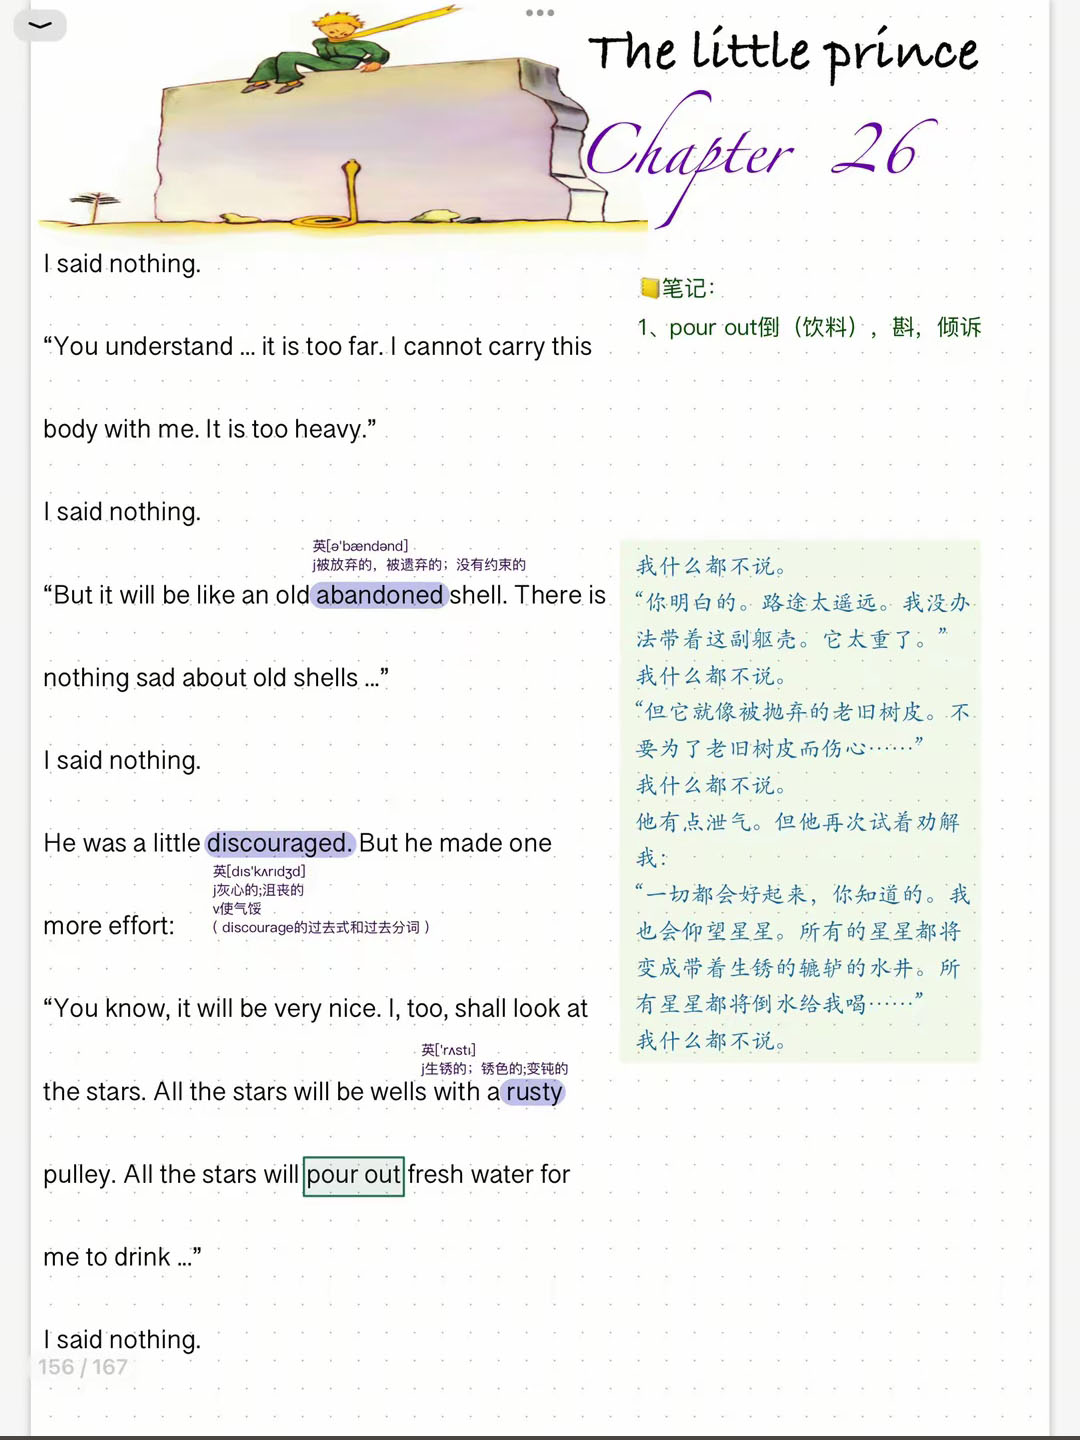 The little prince
Chapter 26
I said nothing.
“You understand ... it is too far. I cannot carry this
body with me. It is too heavy.”
I said nothing.
英[ə'bændənd]
j被放弃的，被遗弃的；没有约束的
“But it will be like an old abandoned shell. There is
nothing sad about old shells ...”
I said nothing.
He was a little discouraged. But he made one
英[dɪs'kʌrɪdʒd]
j灰心的;沮丧的
v使气馁
（discourage的过去式和过去分词）
more effort:
“You know, it will be very nice. I, too, shall look at
英['rʌstɪ]
j生锈的；锈色的;变钝的
the stars. All the stars will be wells with a rusty
pulley. All the stars will pour out fresh water for
me to drink ...”
I said nothing.
156 / 167
笔记：
1、pour out倒（饮料），斟，倾诉
我什么都不说。
“你明白的。路途太遥远。我没办
法带着这副躯壳。它太重了。”
我什么都不说。
“但它就像被抛弃的老旧树皮。不
要为了老旧树皮而伤心……”
我什么都不说。
他有点泄气。但他再次试着劝解
我：
“一切都会好起来，你知道的。我
也会仰望星星。所有的星星都将
变成带着生锈的辘轳的水井。所
有星星都将倒水给我喝……”
我什么都不说。